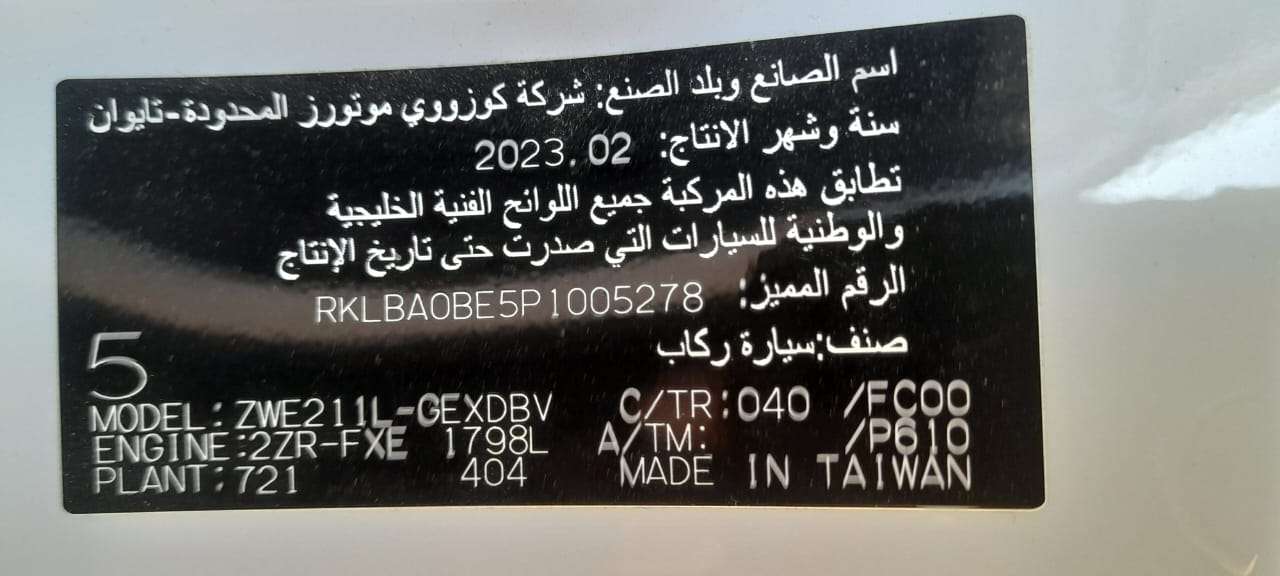 اسم الصانع وبلد الصنع: شركة كوزووي موتورز المحدودة-تايوان
سنة وشهر الانتاج: 2023.02
تطابق هذه المركبة جميع اللوائح الفنية الخليجية
والوطنية للسيارات التي صدرت حتى تاريخ الإنتاج
الرقم المميز: RKLBA0BE5P1005278
صنف:سيارة ركاب
5
MODEL:ZWE211L-GEXDBV C/TR:040 /FC00
ENGINE:2ZR-FXE 1798L A/TM: /P610
PLANT:721 404 MADE IN TAIWAN